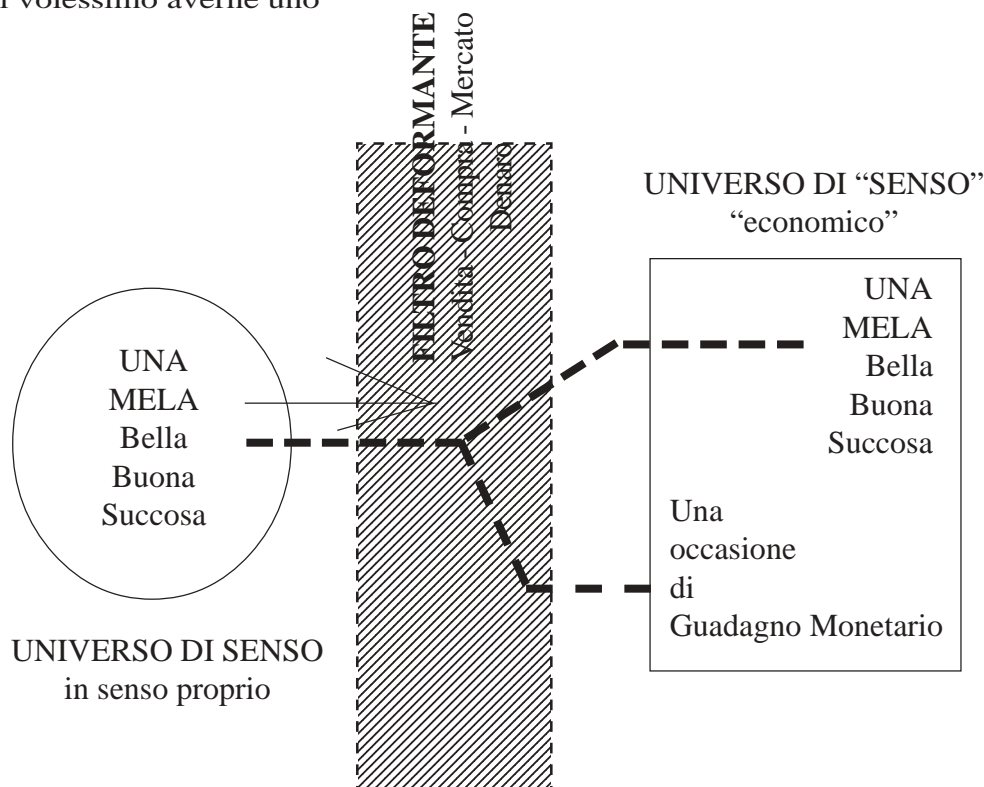 volessimo averne uno
FILTRO DEFORMANTE
Vendita - Compra - Mercato
Denaro
UNIVERSO DI “SENSO”
“economico”
UNA
MELA
Bella
Buona
Succosa
UNA
MELA
Bella
Buona
Succosa
Una
occasione
di
Guadagno Monetario
UNIVERSO DI SENSO
in senso proprio